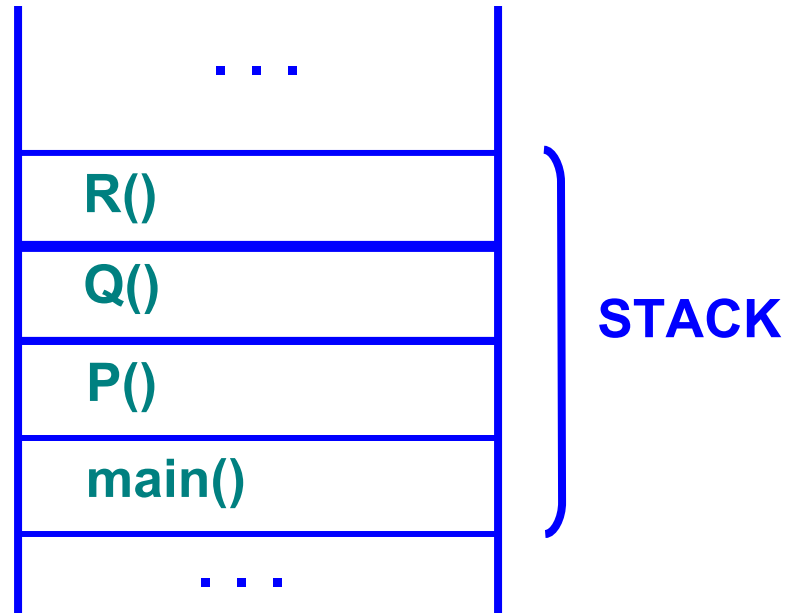 . . .
R()
Q()
P()
main()
STACK
. . .